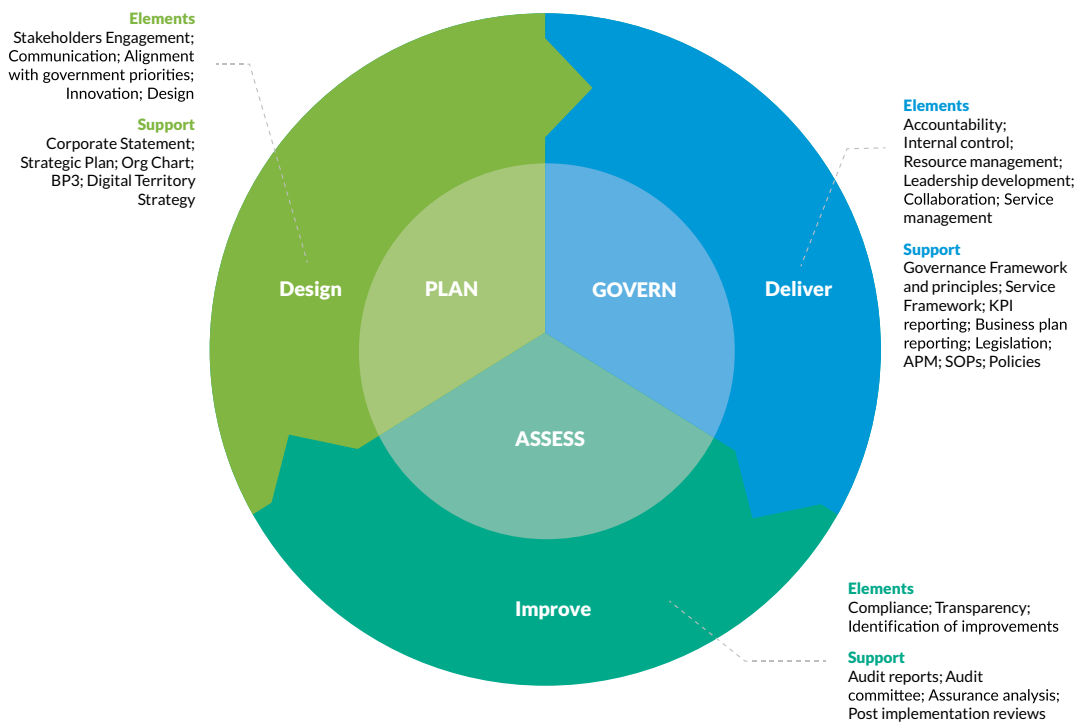 Elements
Stakeholders Engagement;
Communication; Alignment
with government priorities;
Innovation; Design
Support
Corporate Statement;
Strategic Plan; Org Chart;
BP3; Digital Territory
Strategy
Design
PLAN
GOVERN
Deliver
ASSESS
Improve
Elements
Accountability;
Internal control;
Resource management;
Leadership development;
Collaboration; Service
management
Support
Governance Framework
and principles; Service
Framework; KPI
reporting; Business plan
reporting; Legislation;
APM; SOPs; Policies
Elements
Compliance; Transparency;
Identification of improvements
Support
Audit reports; Audit
committee; Assurance analysis;
Post implementation reviews